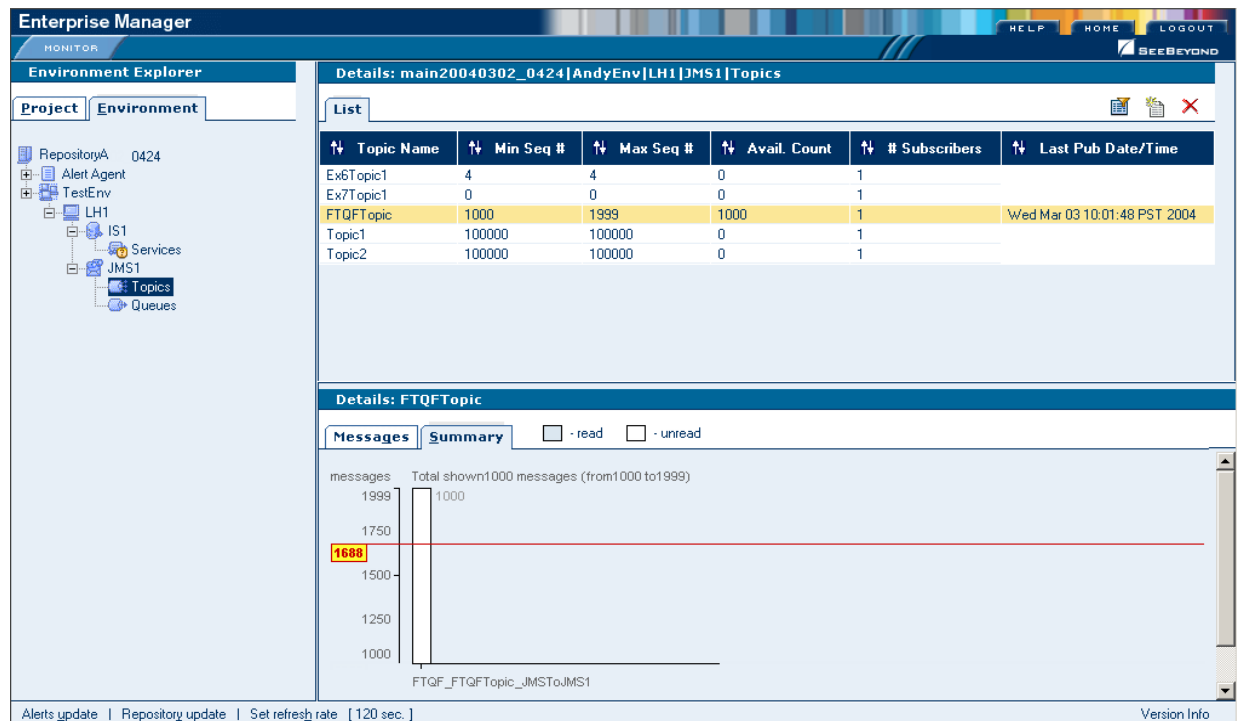 Enterprise Manager
HELP HOME LOGOUT
MONITOR
SEEBEYOND
Environment Explorer
Project Environment
RepositoryA 0424
Alert Agent
TestEnv
LH1
IS1
Services
JMS1
Topics
Queues
Details: main20040302_0424|AndyEnv|LH1|JMS1|Topics
List
Topic Name Min Seq # Max Seq # Avail. Count # Subscribers Last Pub Date/Time
Ex6Topic1 4 4 0 1
Ex7Topic1 0 0 0 1
FTQFTopic 1000 1999 1000 1 Wed Mar 03 10:01:48 PST 2004
Topic1 100000 100000 0 1
Topic2 100000 100000 0 1
Details: FTQFTopic
Messages Summary - read - unread
messages Total shown1000 messages (from1000 to1999)
1999 1000
1750
1688
1500
1250
1000
FTQF_FTQFTopic_JMSToJMS1
Alerts update | Repository update | Set refresh rate [ 120 sec. ] Version Info